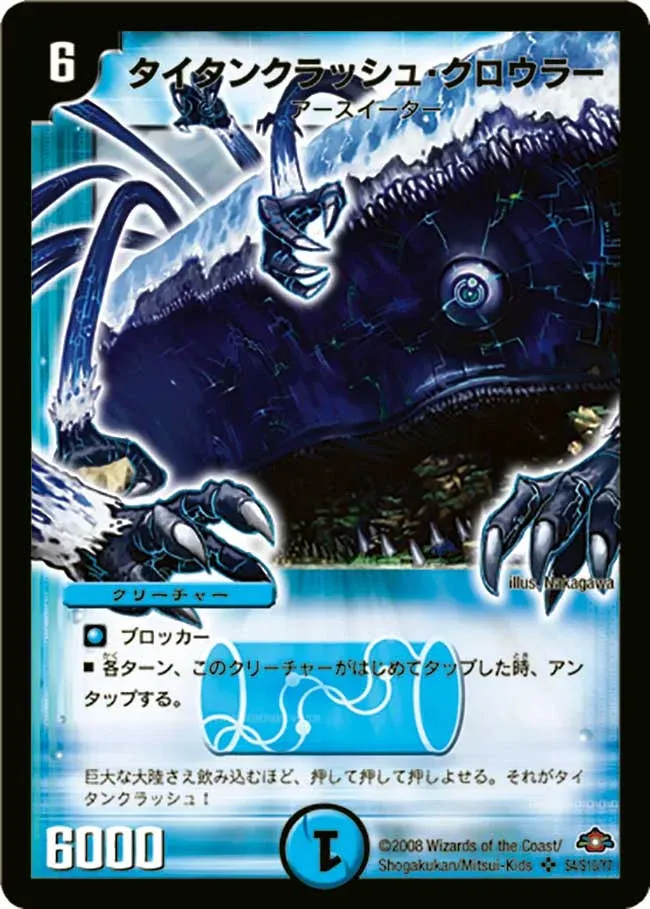 6
タイタンクラッシュ・クロウラー
アースイーター
illus. Nakagawa
クリーチャー
ブロッカー
■ 各ターン、このクリーチャーがはじめてタップした時、アン
タップする。
巨大な大陸さえ飲み込むほど、押して押して押しよせる。それがタイ
タンクラッシュ!
6000
1
©2008 Wizards of the Coast/
Shogakukan/Mitsui-Kids